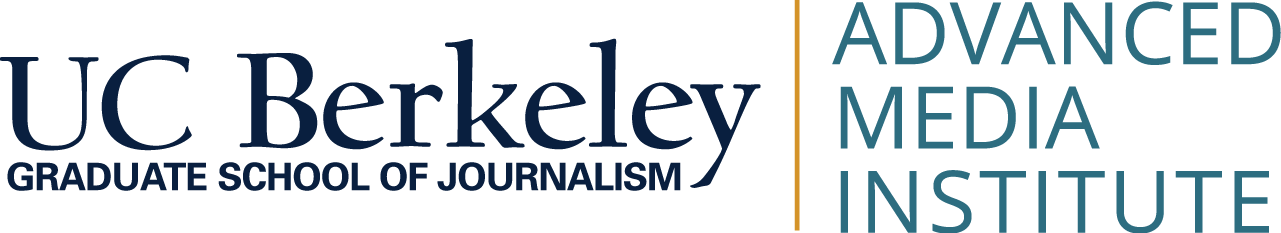 UC Berkeley
GRADUATE SCHOOL OF JOURNALISM
ADVANCED
MEDIA
INSTITUTE